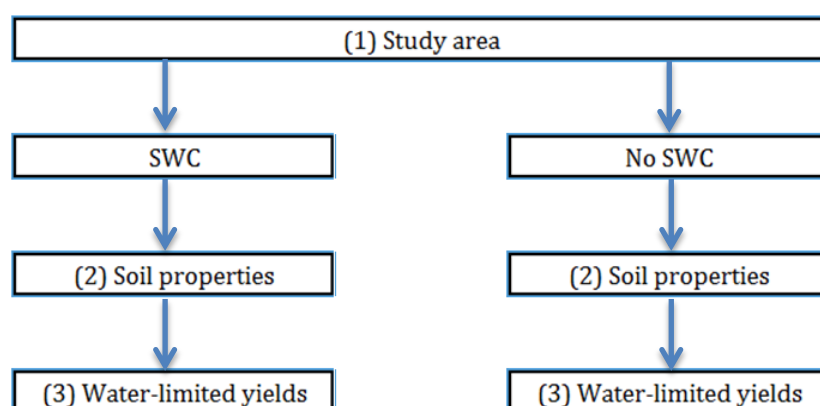 (1) Study area
SWC
No SWC
(2) Soil properties
(2) Soil properties
(3) Water-limited yields
(3) Water-limited yields